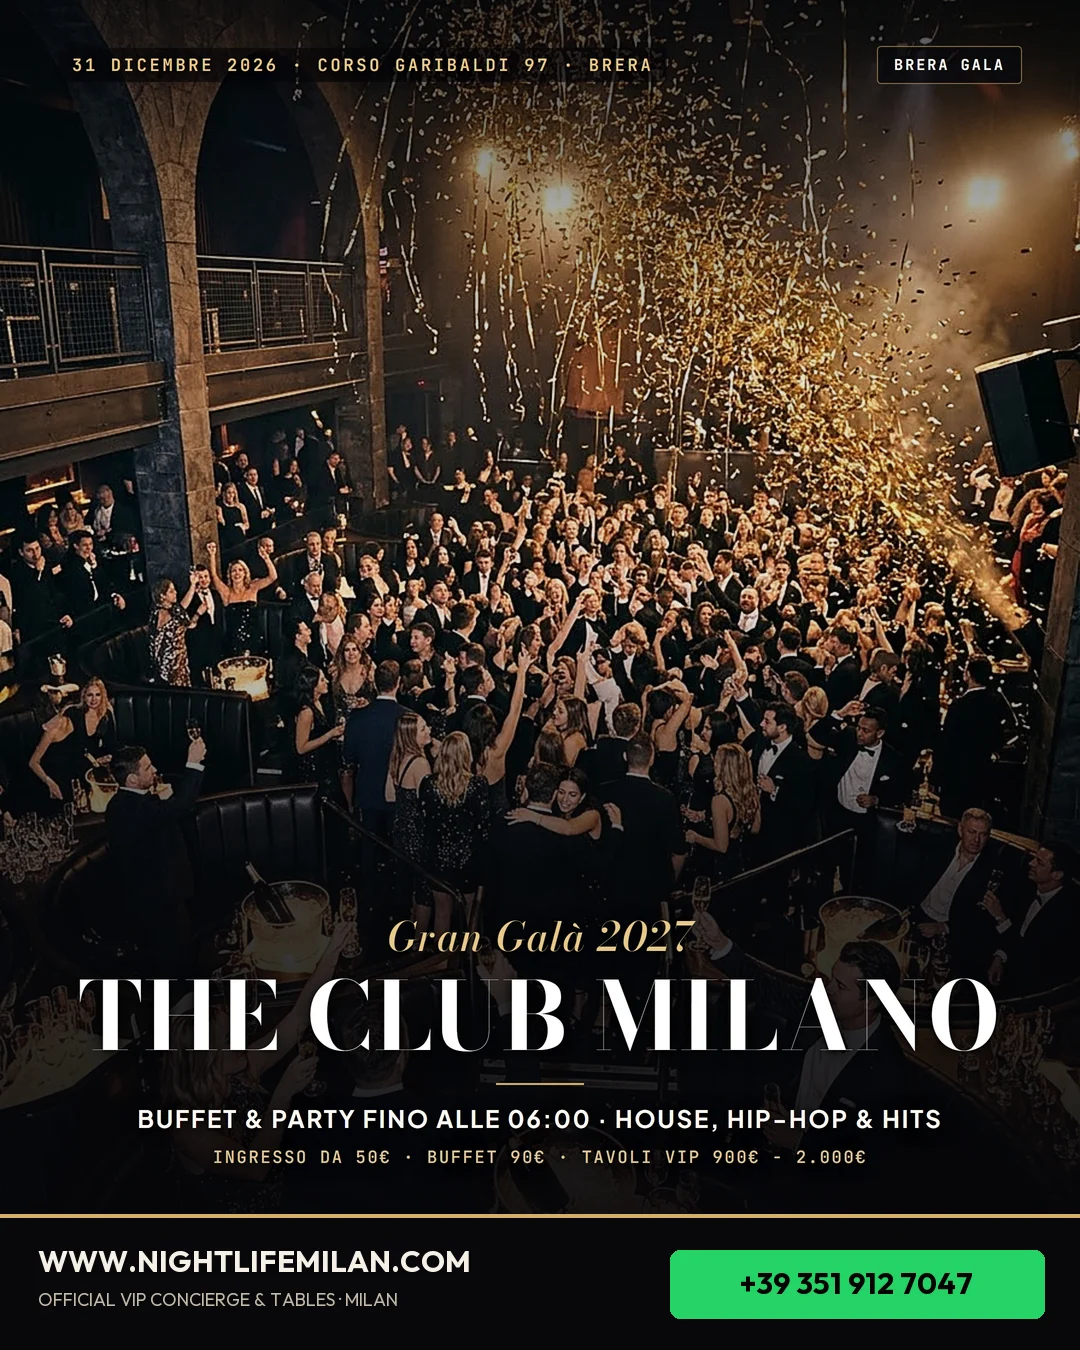 31 DICEMBRE 2026 · CORSO GARIBALDI 97 · BRERA
BRERA GALA
Gran Galà 2027
THE CLUB MILANO
BUFFET & PARTY FINO ALLE 06:00 · HOUSE, HIP-HOP & HITS
INGRESSO DA 50€ · BUFFET 90€ · TAVOLI VIP 900€ - 2.000€
WWW.NIGHTLIFEMILAN.COM
OFFICIAL VIP CONCIERGE & TABLES · MILAN
+39 351 912 7047